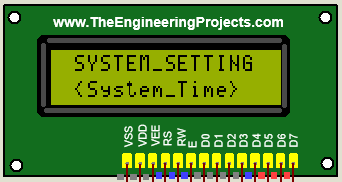 www.TheEngineeringProjects.com
SYSTEM_SETTING
(System_Time)
VSS VDD VEE RS RW E D0 D1 D2 D3 D4 D5 D6 D7